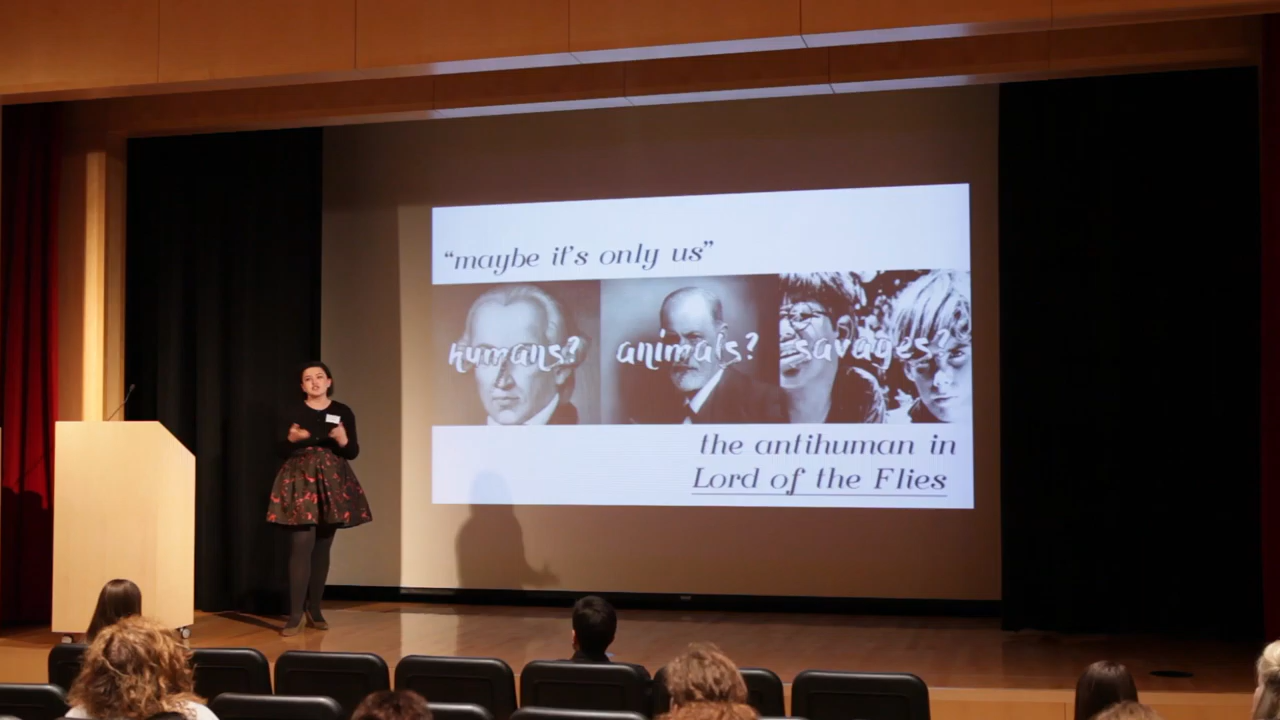 “maybe it’s only us”
humans? animals? savages?
the antihuman in
Lord of the Flies